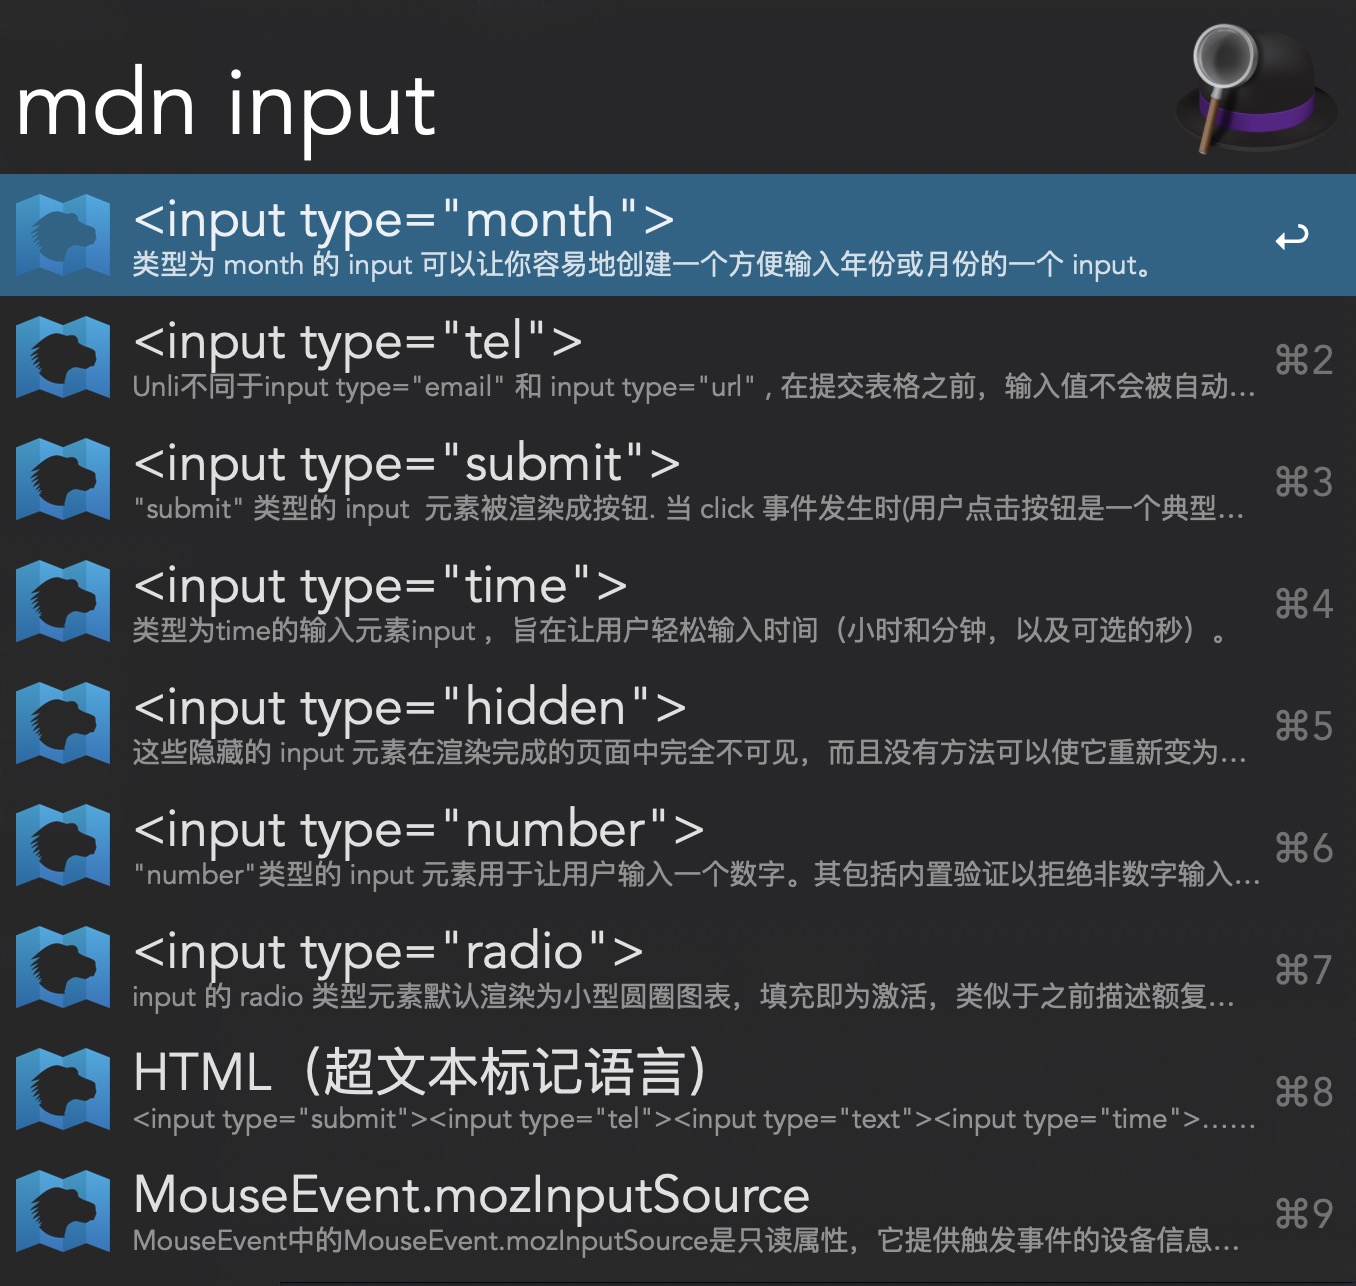 mdn input
<input type="month">
类型为 month 的 input 可以让你容易地创建一个方便输入年份或月份的一个 input。
<input type="tel">
⌘2
Unli不同于input type="email" 和 input type="url" , 在提交表格之前，输入值不会被自动...
<input type="submit">
⌘3
"submit" 类型的 input  元素被渲染成按钮. 当 click 事件发生时(用户点击按钮是一个典型...
<input type="time">
⌘4
类型为time的输入元素input ，旨在让用户轻松输入时间（小时和分钟，以及可选的秒）。
<input type="hidden">
⌘5
这些隐藏的 input 元素在渲染完成的页面中完全不可见，而且没有方法可以使它重新变为...
<input type="number">
⌘6
"number"类型的 input 元素用于让用户输入一个数字。其包括内置验证以拒绝非数字输入...
<input type="radio">
⌘7
input 的 radio 类型元素默认渲染为小型圆圈图表，填充即为激活，类似于之前描述额复...
HTML（超文本标记语言）
⌘8
<input type="submit"><input type="tel"><input type="text"><input type="time">......
MouseEvent.mozInputSource
⌘9
MouseEvent中的MouseEvent.mozInputSource是只读属性，它提供触发事件的设备信息...